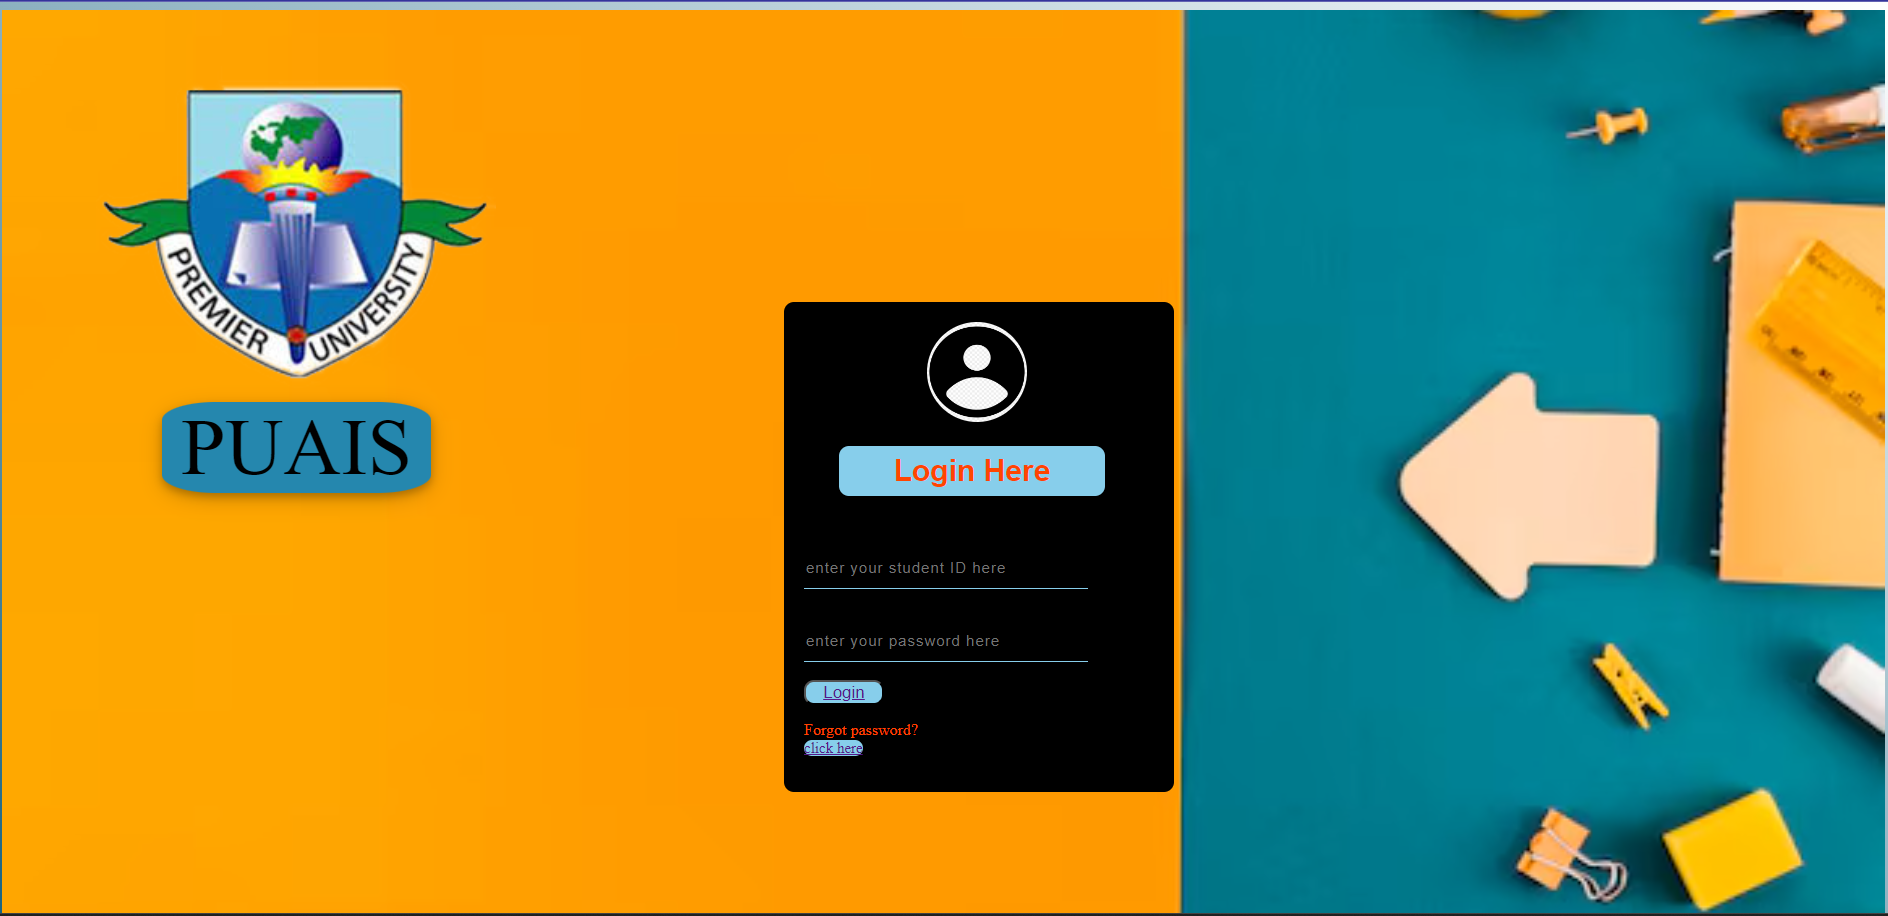 PREMIER UNIVERSITY
PUAIS
Login Here
enter your student ID here
enter your password here
Login
Forgot password?
click here